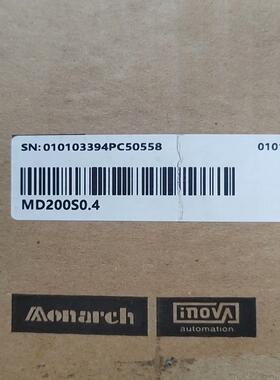 SN: 010103394PC50558
010
MD200S0.4
Monarch
inovA
automation